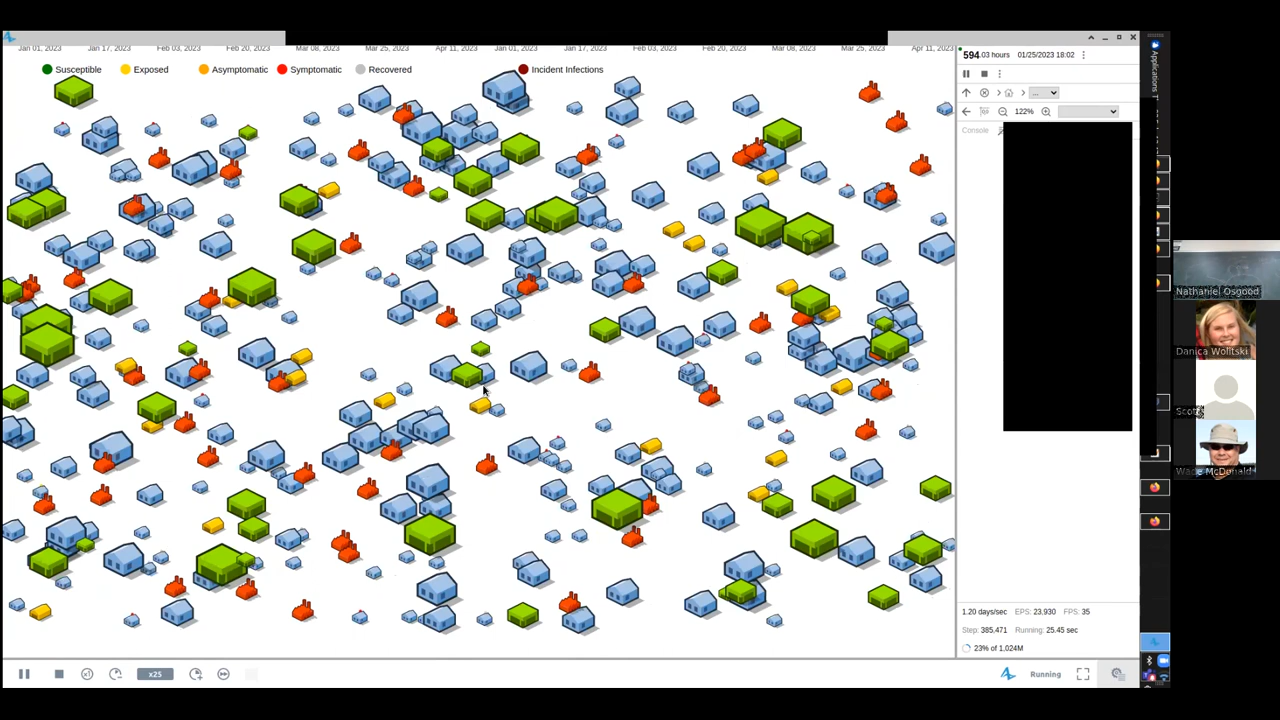 Jan 01, 2023 Jan 17, 2023 Feb 03, 2023 Feb 20, 2023 Mar 08, 2023 Mar 25, 2023 Apr 11, 2023 Jan 01, 2023 Jan 17, 2023 Feb 03, 2023 Feb 20, 2023 Mar 08, 2023 Mar 25, 2023 Apr 11, 2023
Susceptible Exposed Asymptomatic Symptomatic Recovered Incident Infections
594.03 hours 01/25/2023 18:02
...
122%
Console
Applications
Nathaniel Osgood
Danica Wolitski
Scott
Wade McDonald
1.20 days/sec EPS: 23,930 FPS: 35
Step: 385,471 Running: 25.45 sec
23% of 1,024M
x1 x25 Running